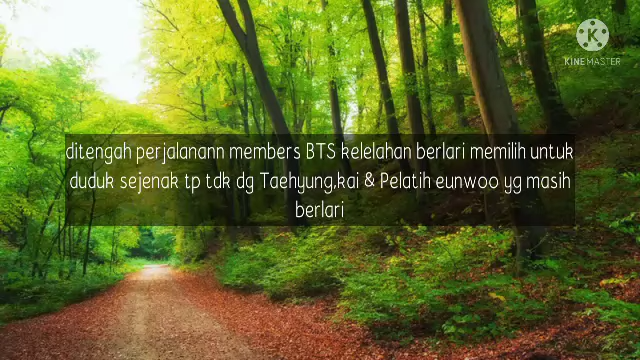 KINEMASTER
ditengah perjalanann members BTS kelelahan berlari memilih untuk
duduk sejenak tp tdk dg Taehyung,kai & Pelatih eunwoo yg masih
berlari